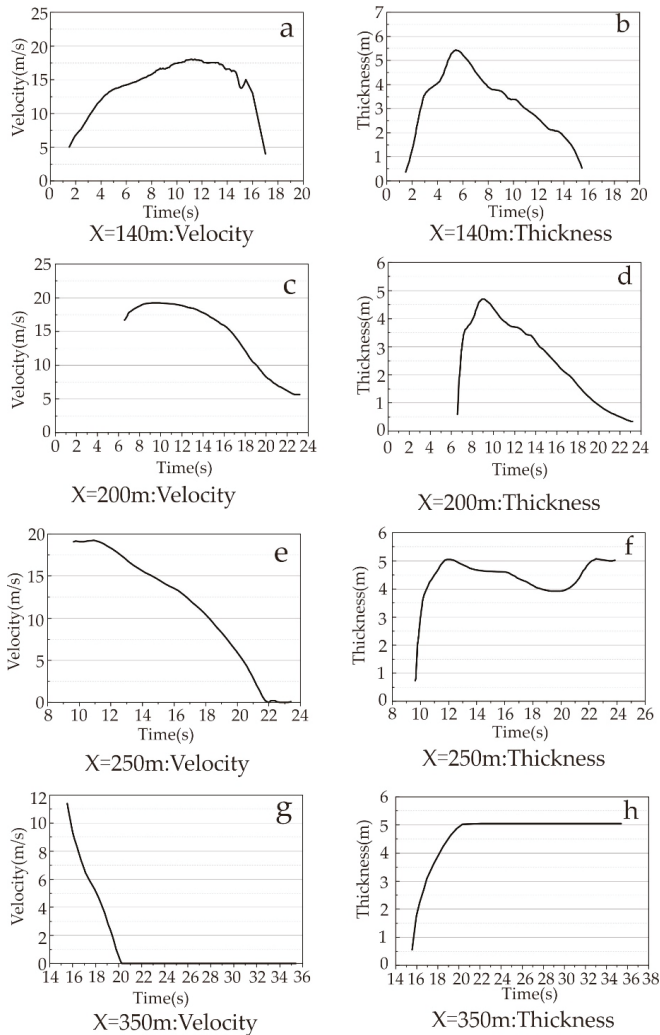 a
Velocity(m/s)
25
20
15
10
5
0
0 2 4 6 8 10 12 14 16 18 20
Time(s)
X=140m:Velocity
b
Thickness(m)
7
6
5
4
3
2
1
0
0 2 4 6 8 10 12 14 16 18 20
Time(s)
X=140m:Thickness
c
Velocity(m/s)
25
20
15
10
5
0
0 2 4 6 8 10 12 14 16 18 20 22 24
Time(s)
X=200m:Velocity
d
Thickness(m)
6
5
4
3
2
1
0
0 2 4 6 8 10 12 14 16 18 20 22 24
Time(s)
X=200m:Thickness
e
Velocity(m/s)
20
15
10
5
0
8 10 12 14 16 18 20 22 24
Time(s)
X=250m:Velocity
f
Thickness(m)
6
5
4
3
2
1
0
8 10 12 14 16 18 20 22 24 26
Time(s)
X=250m:Thickness
g
Velocity(m/s)
12
10
8
6
4
2
0
14 16 18 20 22 24 26 28 30 32 34 36
Time(s)
X=350m:Velocity
h
Thickness(m)
6
5
4
3
2
1
0
14 16 18 20 22 24 26 28 30 32 34 36 38
Time(s)
X=350m:Thickness